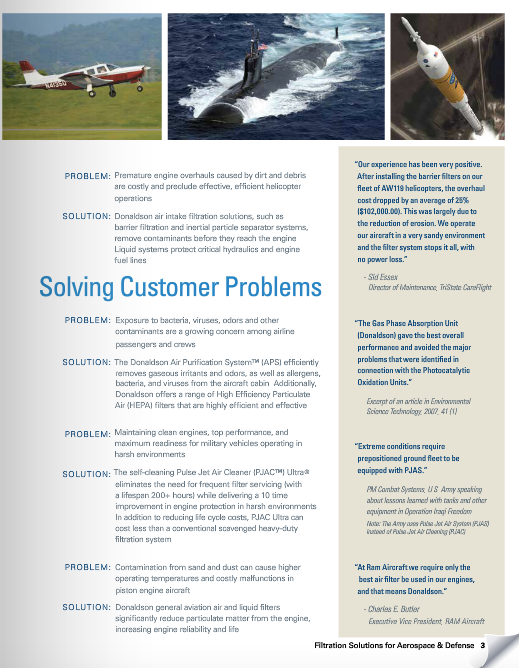 N4135D
PROBLEM: Premature engine overhauls caused by dirt and debris
are costly and preclude effective, efficient helicopter
operations
SOLUTION: Donaldson air intake filtration solutions, such as
barrier filtration and inertial particle separator systems,
remove contaminants before they reach the engine
Liquid systems protect critical hydraulics and engine
fuel lines
Solving Customer Problems
PROBLEM: Exposure to bacteria, viruses, odors and other
contaminants are a growing concern among airline
passengers and crews
SOLUTION: The Donaldson Air Purification System™ (APS) efficiently
removes gaseous irritants and odors, as well as allergens,
bacteria, and viruses from the aircraft cabin Additionally,
Donaldson offers a range of High Efficiency Particulate
Air (HEPA) filters that are highly efficient and effective
PROBLEM: Maintaining clean engines, top performance, and
maximum readiness for military vehicles operating in
harsh environments
SOLUTION: The self-cleaning Pulse Jet Air Cleaner (PJAC™) Ultra®
eliminates the need for frequent filter servicing (with
a lifespan 200+ hours) while delivering a 10 time
improvement in engine protection in harsh environments
In addition to reducing life cycle costs, PJAC Ultra can
cost less than a conventional scavenged heavy-duty
filtration system
PROBLEM: Contamination from sand and dust can cause higher
operating temperatures and costly malfunctions in
piston engine aircraft
SOLUTION: Donaldson general aviation air and liquid filters
significantly reduce particulate matter from the engine,
increasing engine reliability and life
"Our experience has been very positive.
After installing the barrier filters on our
fleet of AW119 helicopters, the overhaul
cost dropped by an average of 25%
($102,000.00). This was largely due to
the reduction of erosion. We operate
our aircraft in a very sandy environment
and the filter system stops it all, with
no power loss."
- Sid Essex
Director of Maintenance, TriState CareFlight
"The Gas Phase Absorption Unit
(Donaldson) gave the best overall
performance and avoided the major
problems that were identified in
connection with the Photocatalytic
Oxidation Units."
Excerpt of an article in Environmental
Science Technology, 2007, 41 (1)
"Extreme conditions require
prepositioned ground fleet to be
equipped with PJAS."
PM Combat Systems, U S Army speaking
about lessons learned with tanks and other
equipment in Operation Iraqi Freedom
Note: The Army uses Pulse Jet Air System (PJAS)
instead of Pulse Jet Air Cleaning (PJAC)
"At Ram Aircraft we require only the
best air filter be used in our engines,
and that means Donaldson."
- Charles E. Butler
Executive Vice President, RAM Aircraft
Filtration Solutions for Aerospace & Defense 3